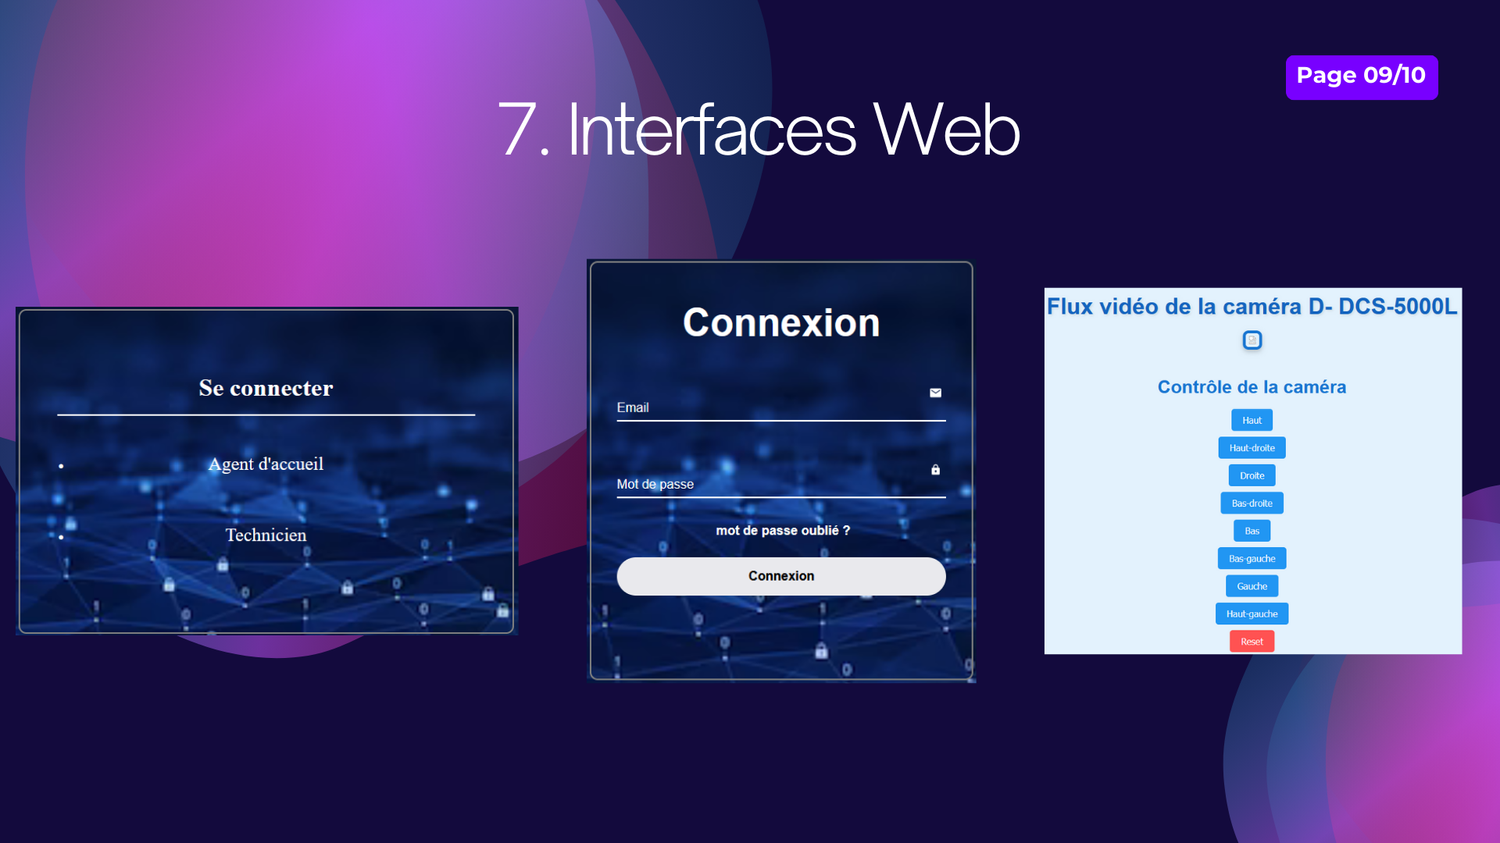 Page 09/10
7. Interfaces Web
Se connecter
Agent d'accueil
Technicien
Connexion
Email
Mot de passe
mot de passe oublié ?
Connexion
Flux vidéo de la caméra D- DCS-5000L
Contrôle de la caméra
Haut
Haut-droite
Droite
Bas-droite
Bas
Bas-gauche
Gauche
Haut-gauche
Reset